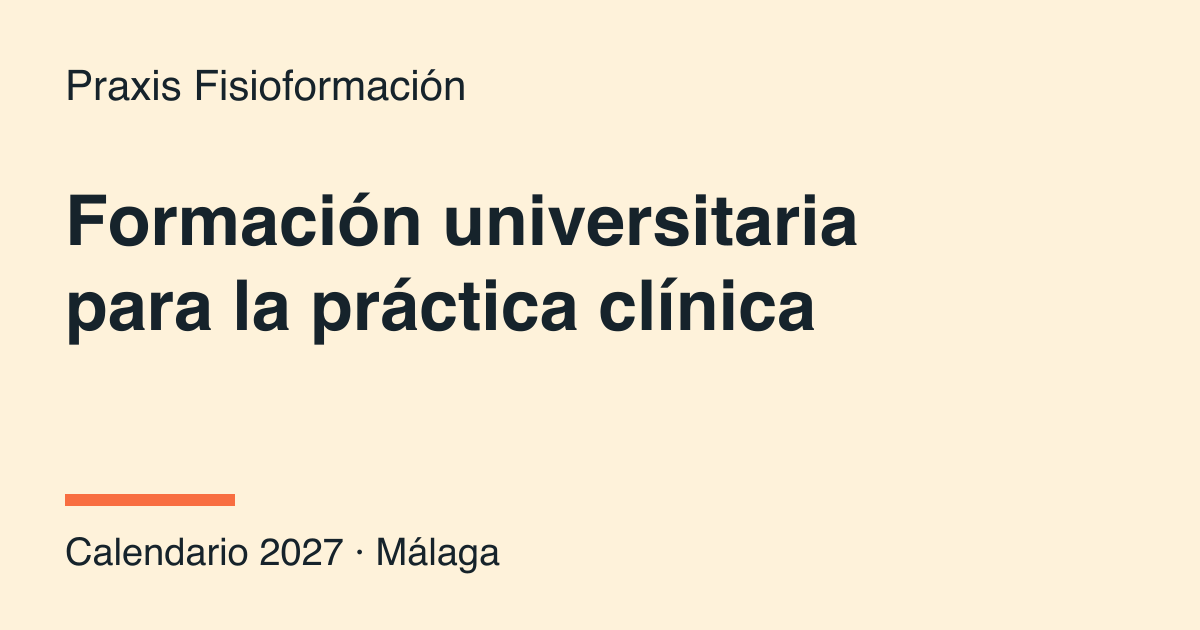 Praxis Fisioformación
Formación universitaria
para la práctica clínica
Calendario 2027 · Málaga